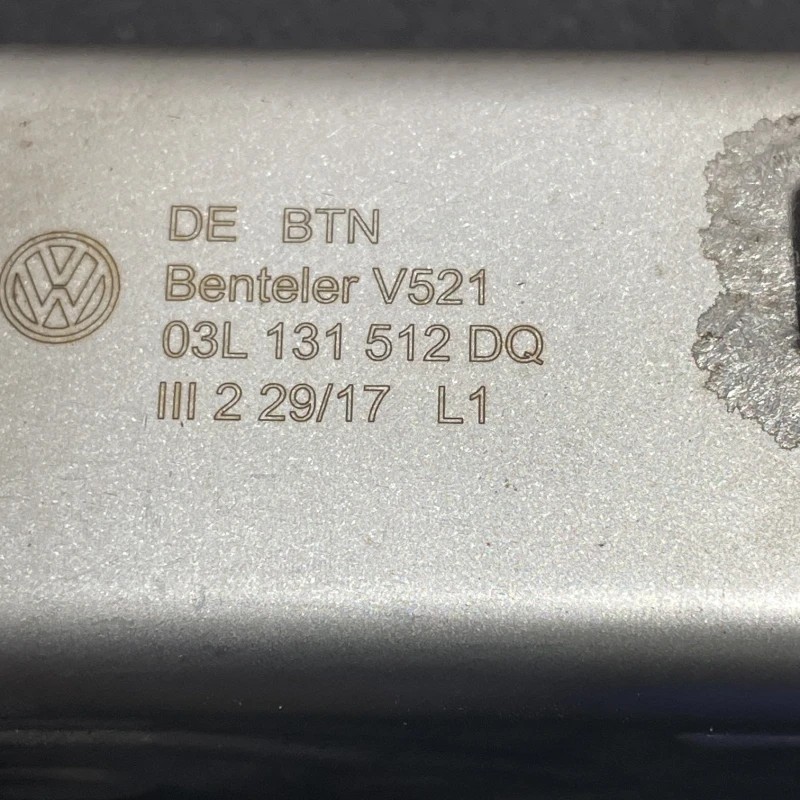 DE BTN
Benteler V521
03L 131 512 DQ
III 2 29/17 L1